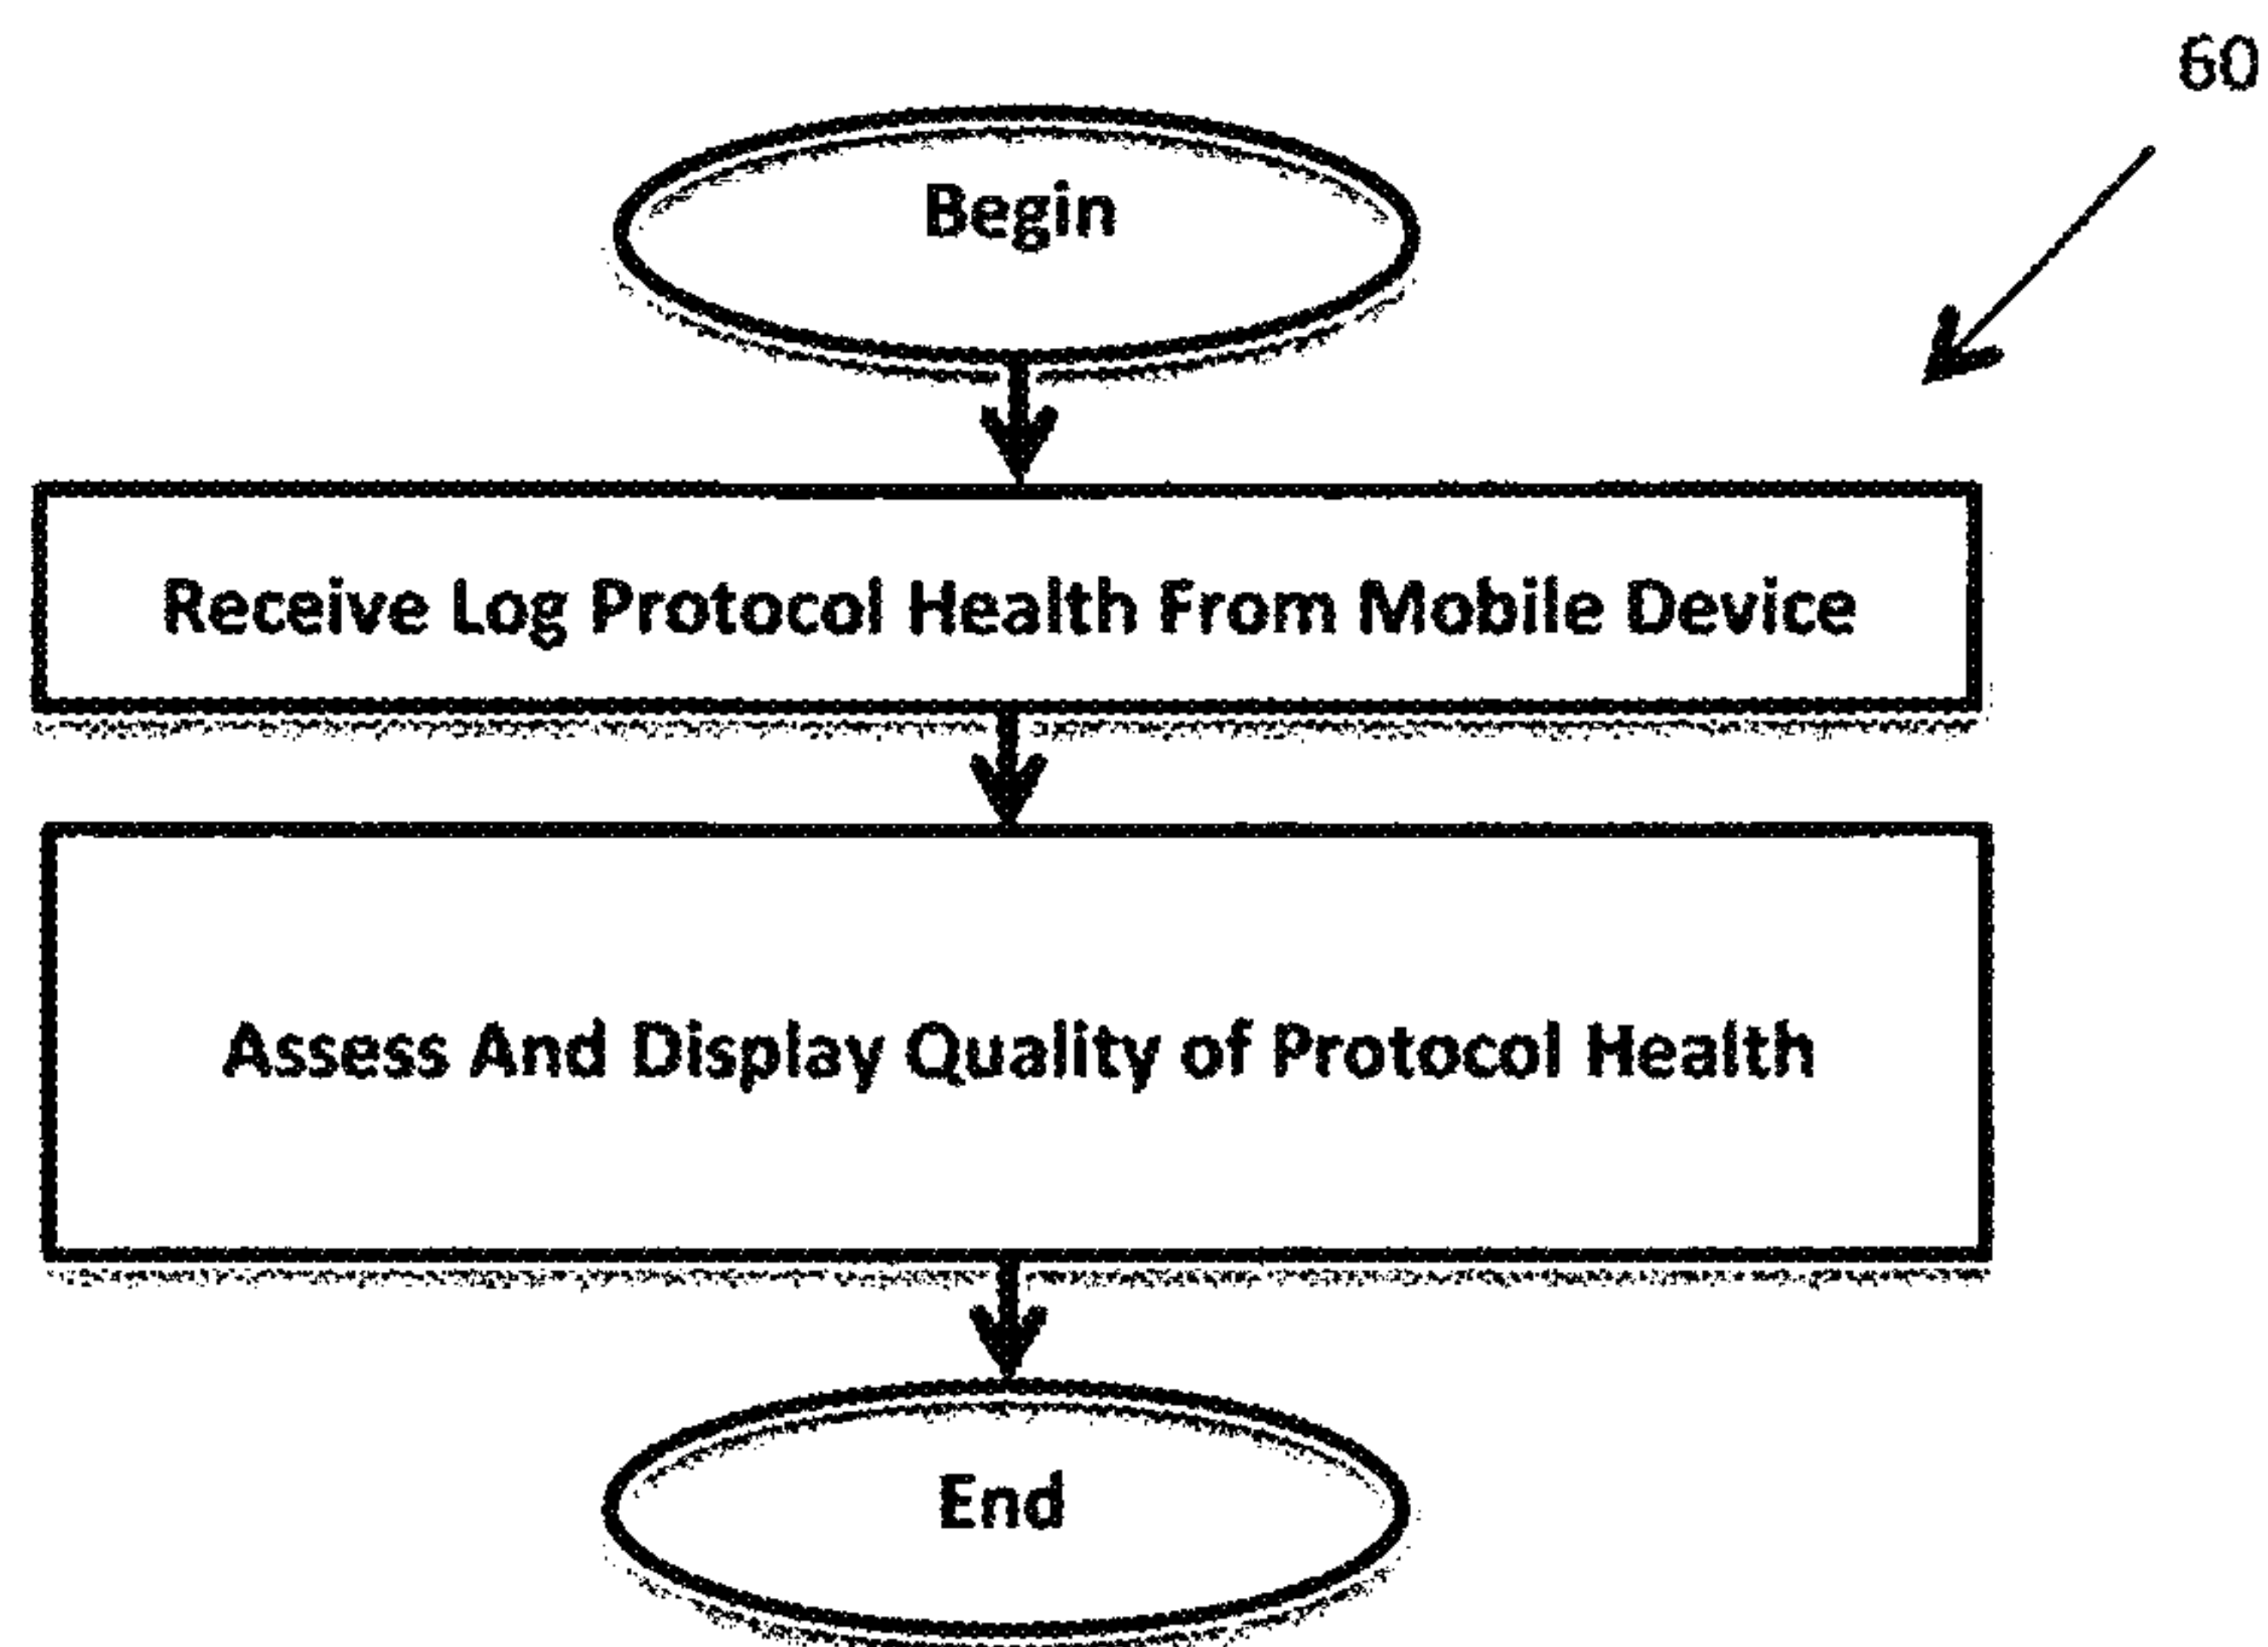 60
Begin
Receive Log Protocol Health From Mobile Device
Assess And Display Quality of Protocol Health
End